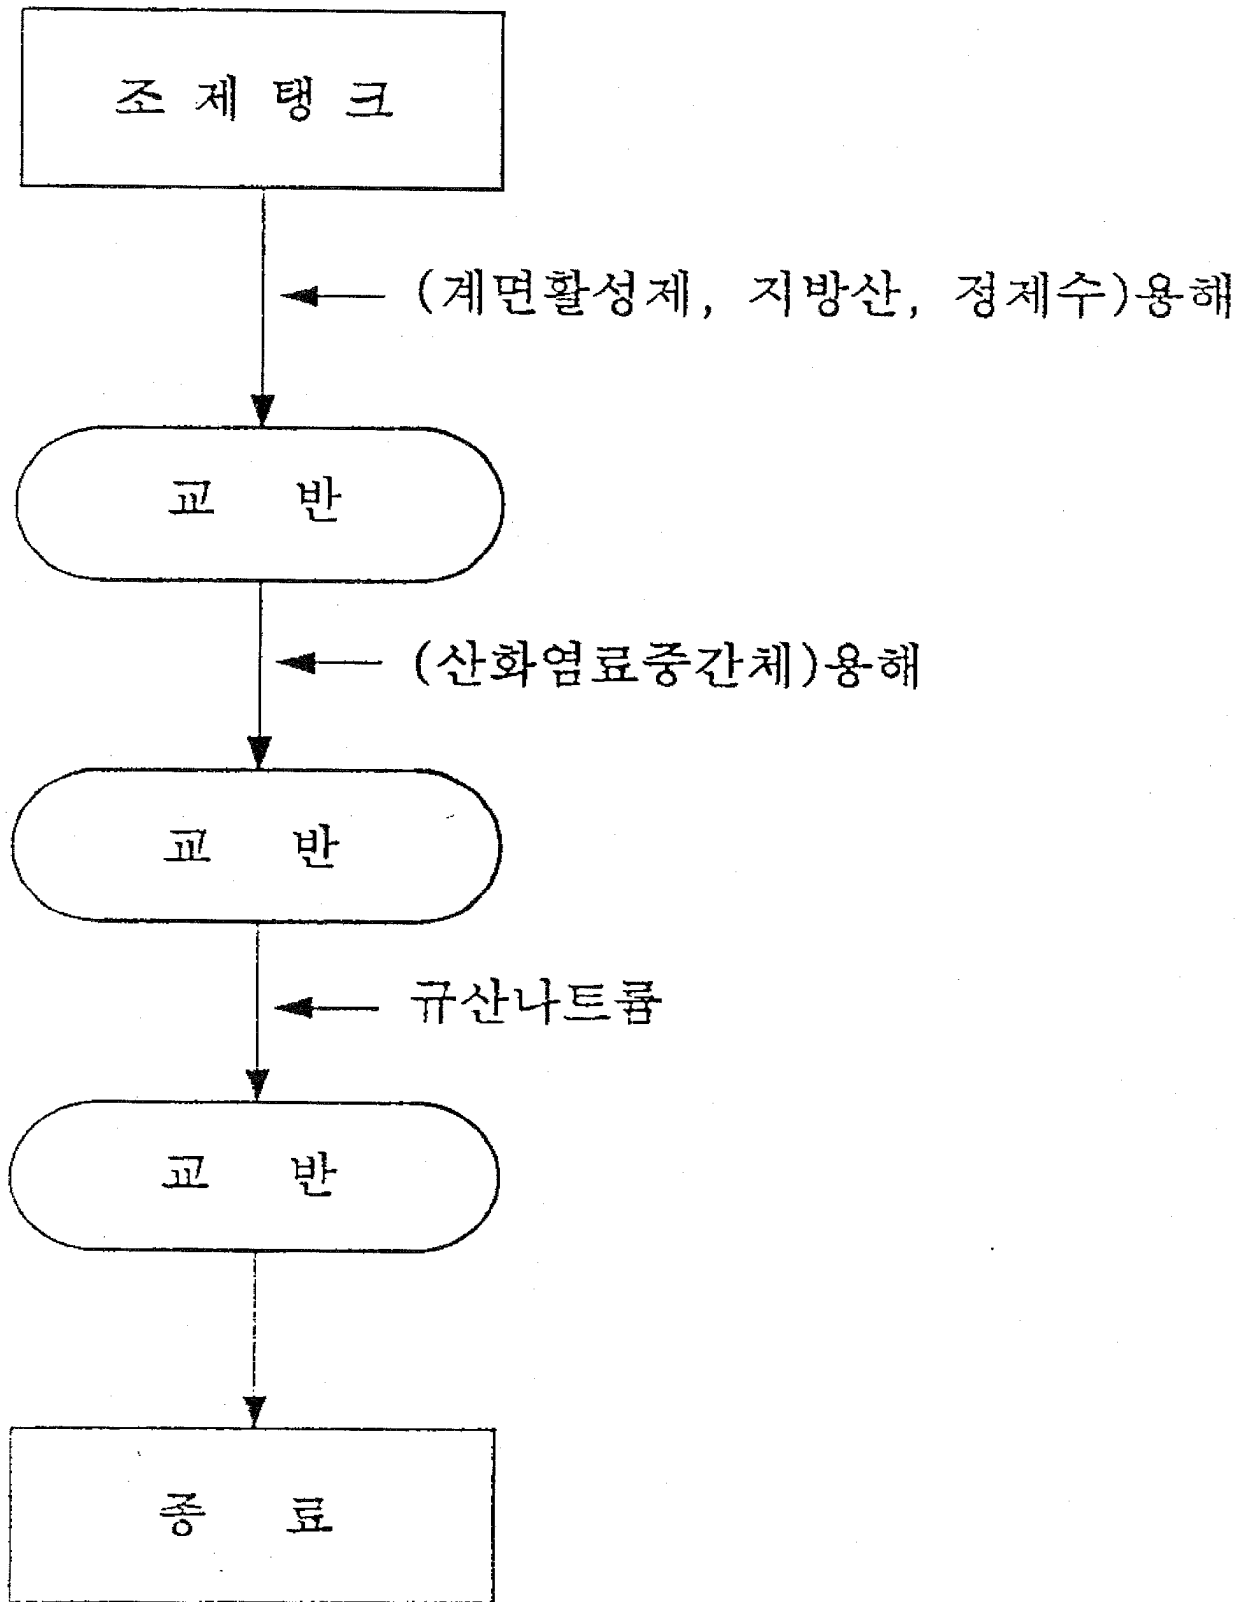 조 제 탱 크
(계면활성제, 지방산, 정제수)용해
교 반
(산화염료중간체)용해
교 반
규산나트륨
교 반
종 료